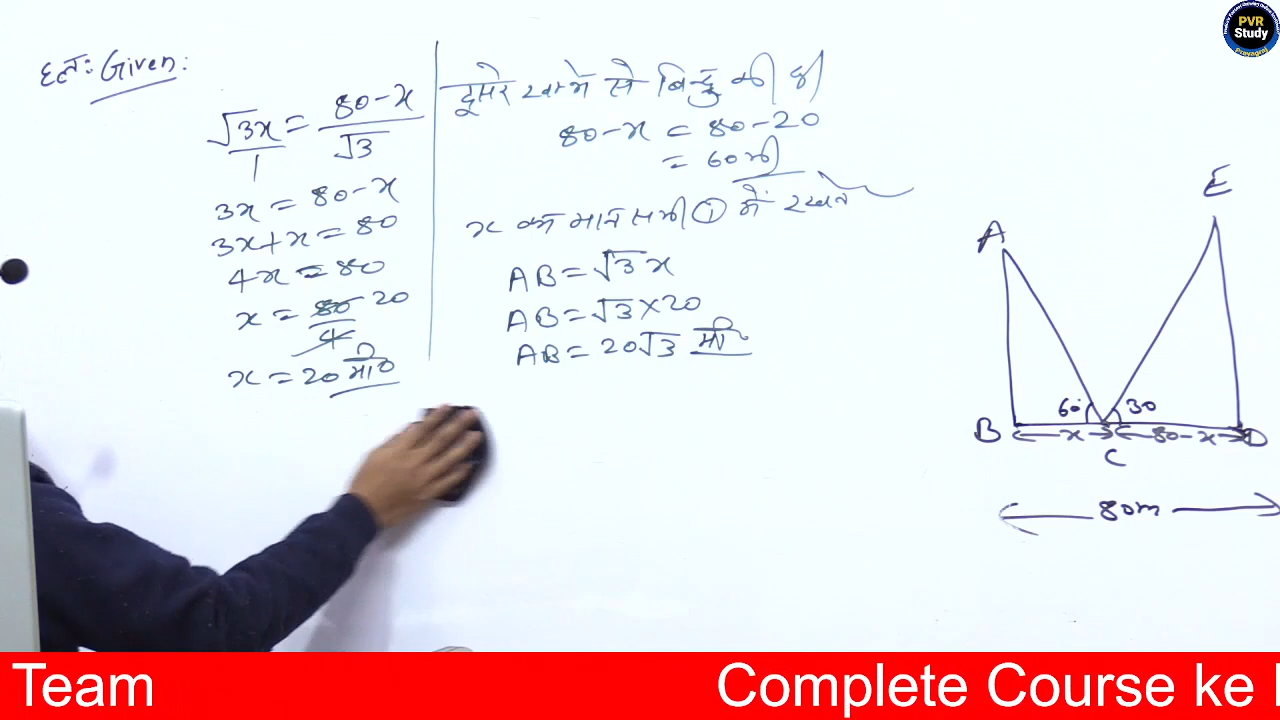 हल: Given:
√3x/1 = 80-x/√3
3x = 80-x
3x+x = 80
4x = 80
x = 80/4 20
x = 20 मी०
दूसरे खम्भे से बिन्दु की दूरी
80-x = 80-20
= 60 मी
x का मान समी ① में रखने
AB = √3 x
AB = √3 × 20
AB = 20√3 मी
A
E
60°
30
B
x
80-x
D
C
80m
PVR
Study
Prayagraj
Team
Complete Course ke